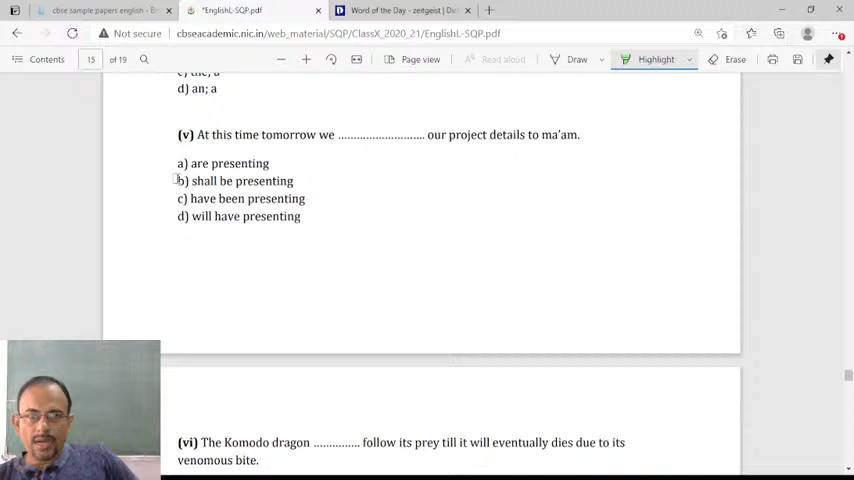 cbse sample papers english - Bin
*EnglishL-SQP.pdf
Word of the Day - zeitgeist | Dict
Not secure
cbseacademic.nic.in/web_material/SQP/ClassX_2020_21/EnglishL-SQP.pdf
Contents
15
of 19
Page view
Read aloud
Draw
Highlight
Erase
c) the; a
d) an; a
(v) At this time tomorrow we ………………………. our project details to ma'am.
a) are presenting
b) shall be presenting
c) have been presenting
d) will have presenting
(vi) The Komodo dragon …………… follow its prey till it will eventually dies due to its
venomous bite.